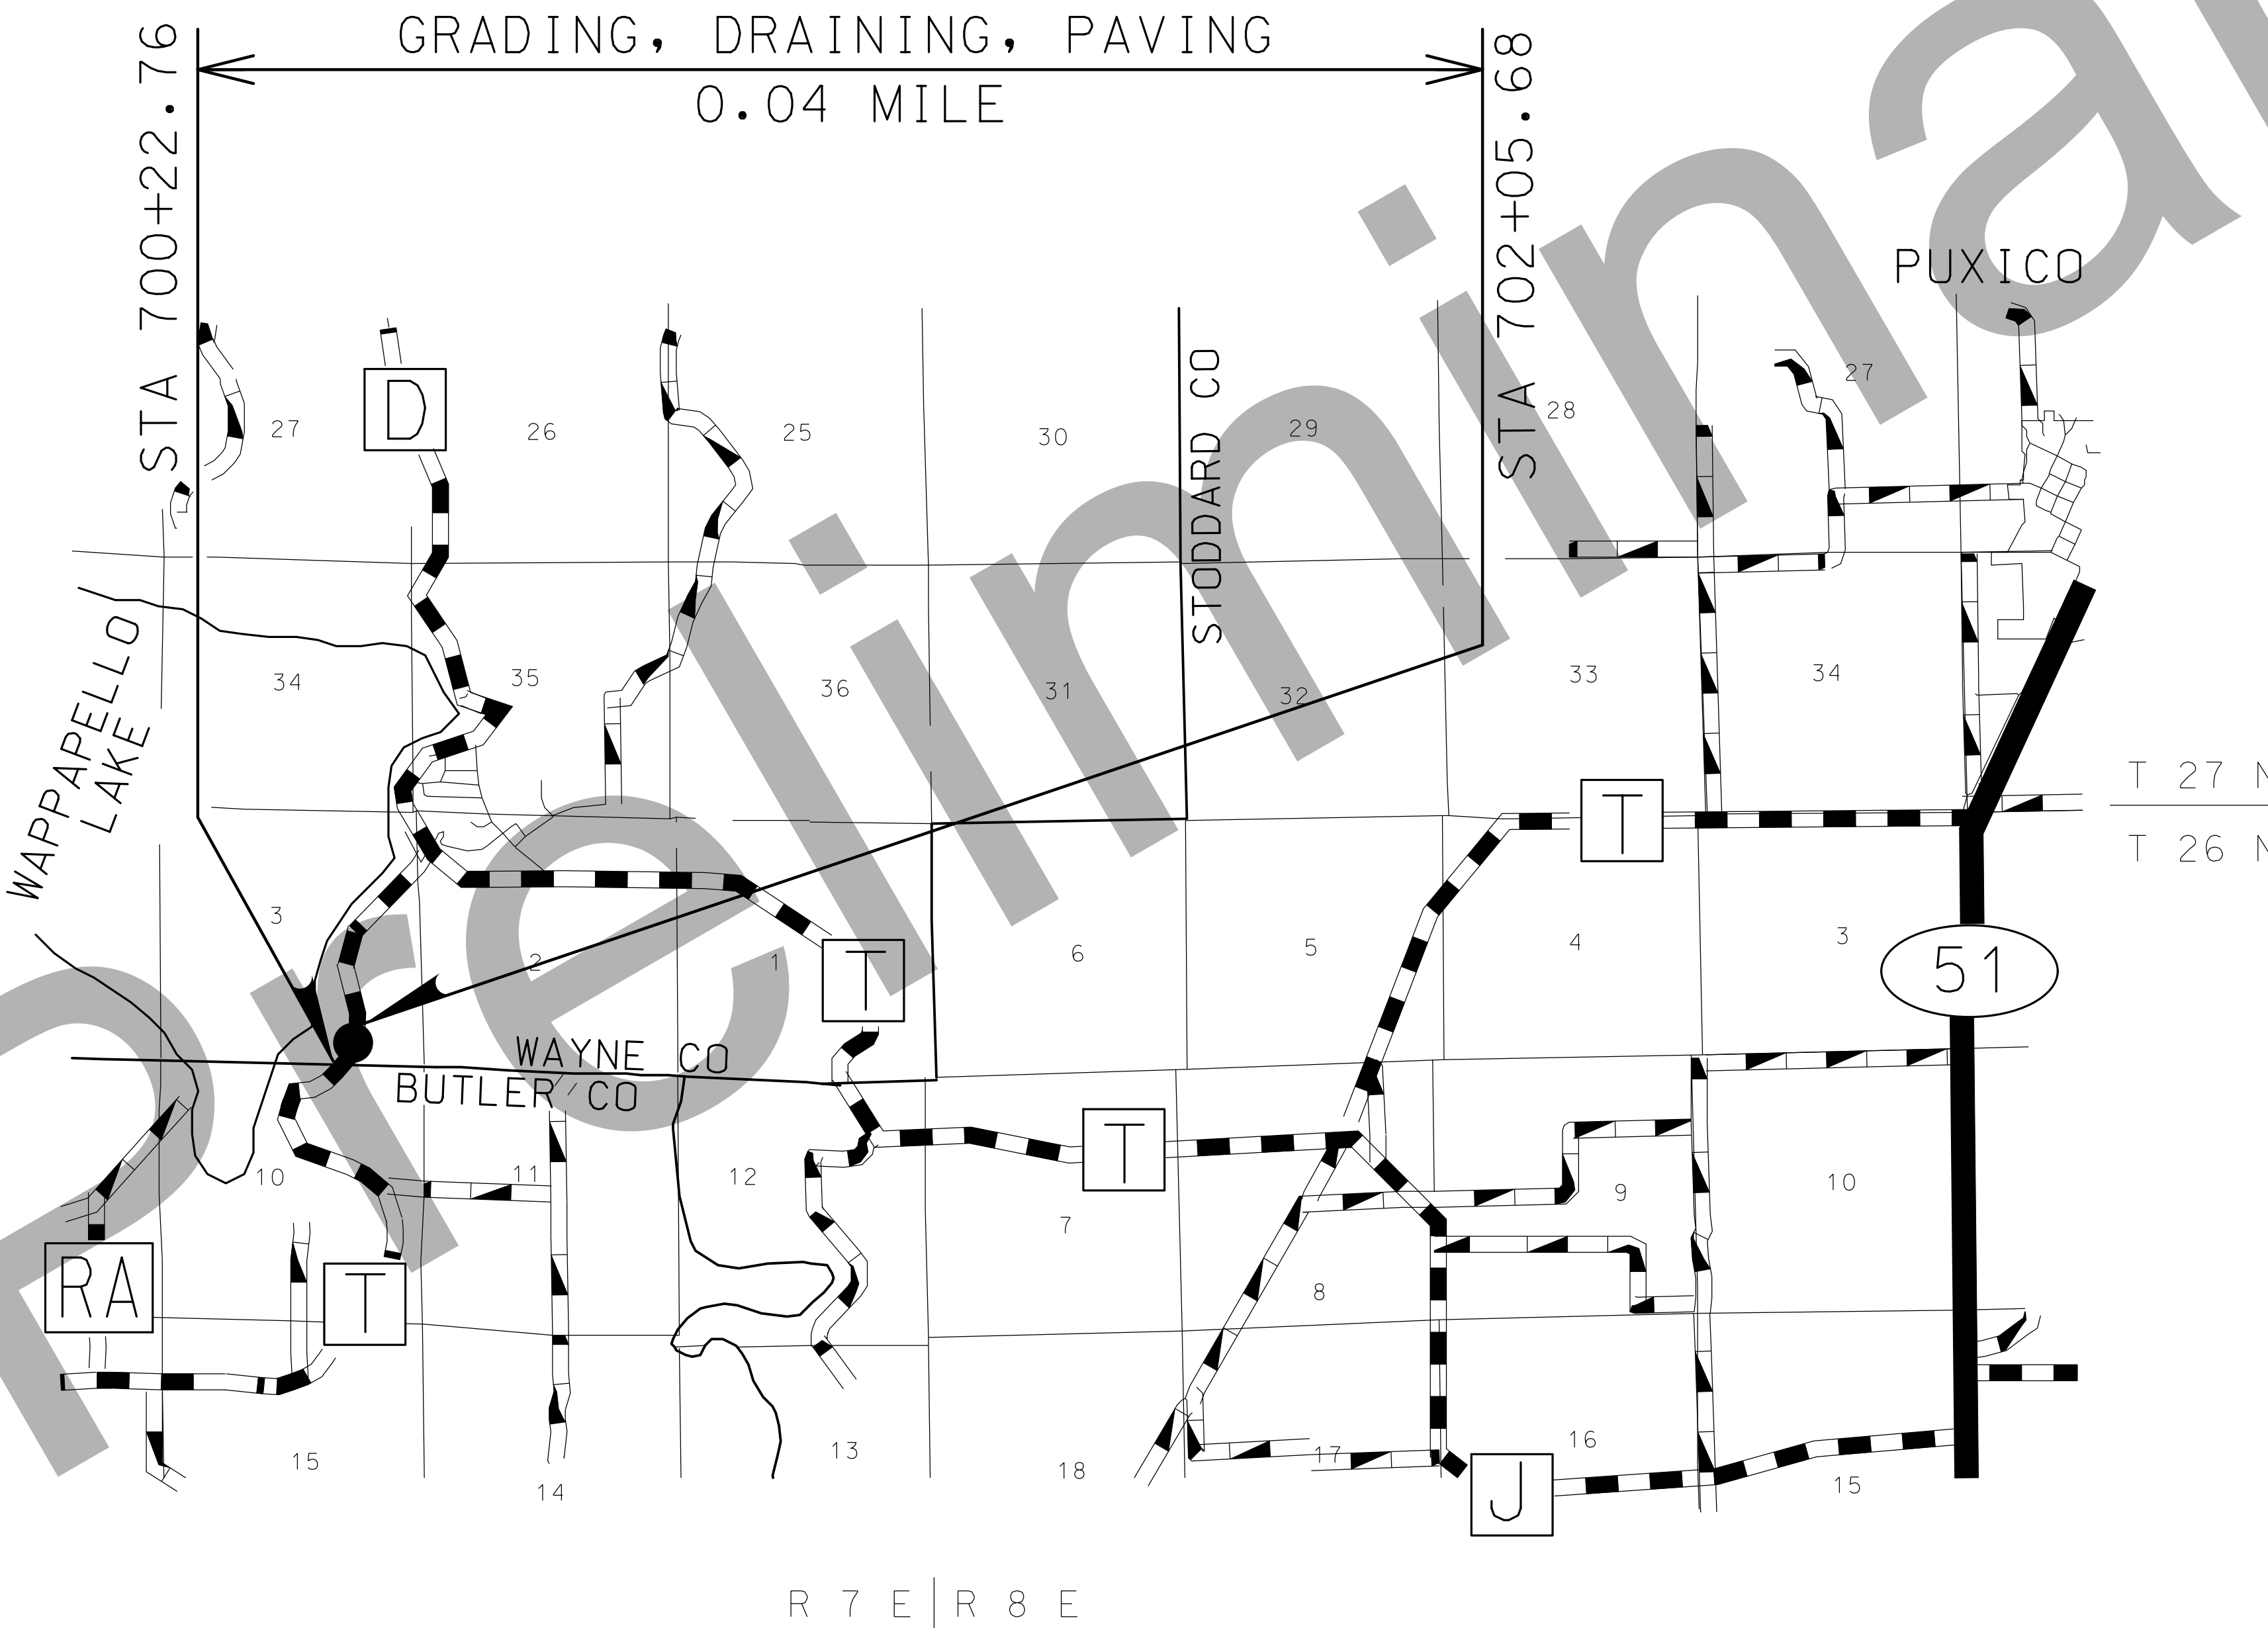 GRADING, DRAINING, PAVING
0.04 MILE
STA 700+22.76
STA 702+05.68
PUXICO
27
D
26
25
30
STODDARD CO
29
28
27
WAPPAPELLO
LAKE
34
35
36
31
32
33
34
T
T 27 N
T 26 N
3
2
1
T
6
5
4
3
51
WAYNE CO
BUTLER CO
10
11
12
T
7
8
9
10
RA
T
15
14
13
18
17
16
J
15
R 7 E
R 8 E
Preliminar